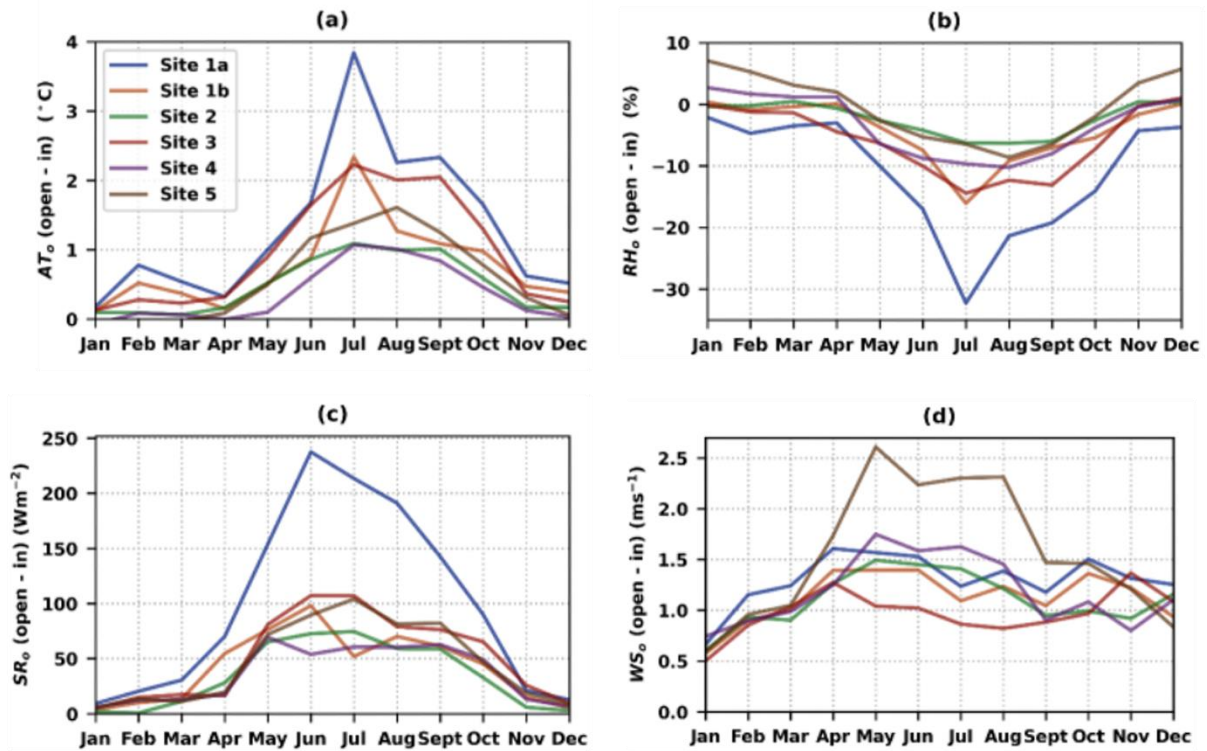 (a)
4
3
2
1
0
AT₀ (open - in) (°C)
Site 1a
Site 1b
Site 2
Site 3
Site 4
Site 5
Jan Feb Mar Apr May Jun Jul Aug Sept Oct Nov Dec
(b)
10
0
−10
−20
−30
RH₀ (open - in) (%)
Jan Feb Mar Apr May Jun Jul Aug Sept Oct Nov Dec
(c)
250
200
150
100
50
0
SR₀ (open - in) (Wm⁻²)
Jan Feb Mar Apr May Jun Jul Aug Sept Oct Nov Dec
(d)
2.5
2.0
1.5
1.0
0.5
0.0
WS₀ (open - in) (ms⁻¹)
Jan Feb Mar Apr May Jun Jul Aug Sept Oct Nov Dec